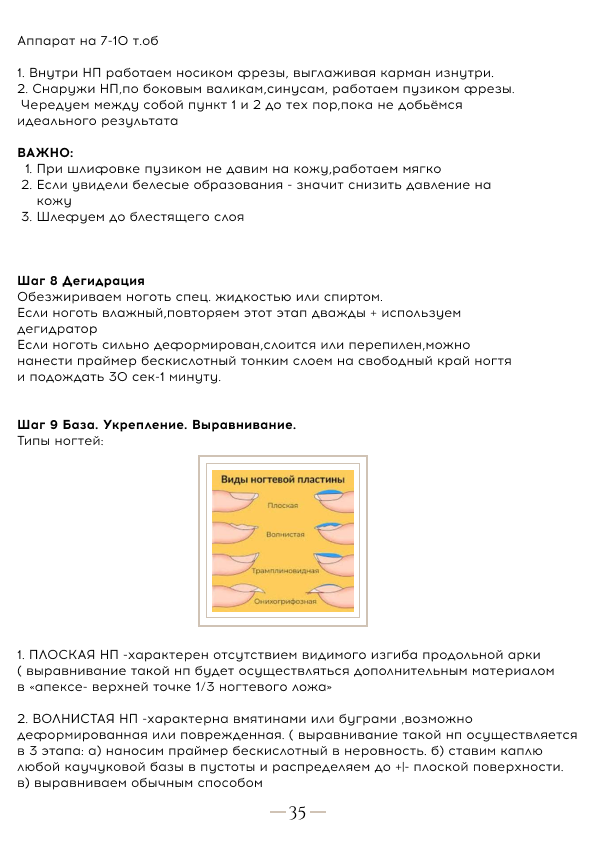 Аппарат на 7-10 т.об
1. Внутри НП работаем носиком фрезы, выглаживая карман изнутри.
2. Снаружи НП,по боковым валикам,синусам, работаем пузиком фрезы.
Чередуем между собой пункт 1 и 2 до тех пор,пока не добьёмся
идеального результата
ВАЖНО:
1. При шлифовке пузиком не давим на кожу,работаем мягко
2. Если увидели белесые образования - значит снизить давление на
кожу
3. Шлефуем до блестящего слоя
Шаг 8 Дегидрация
Обезжириваем ноготь спец. жидкостью или спиртом.
Если ноготь влажный,повторяем этот этап дважды + используем
дегидратор
Если ноготь сильно деформирован,слоится или перепилен,можно
нанести праймер бескислотный тонким слоем на свободный край ногтя
и подождать 30 сек-1 минуту.
Шаг 9 База. Укрепление. Выравнивание.
Типы ногтей:
Виды ногтевой пластины
Плоская
Волнистая
Трамплиновидная
Онихогрифозная
1. ПЛОСКАЯ НП -характерен отсутствием видимого изгиба продольной арки
( выравнивание такой нп будет осуществляться дополнительным материалом
в «апексе- верхней точке 1/3 ногтевого ложа»
2. ВОЛНИСТАЯ НП -характерна вмятинами или буграми ,возможно
деформированная или поврежденная. ( выравнивание такой нп осуществляется
в 3 этапа: а) наносим праймер бескислотный в неровность. б) ставим каплю
любой каучуковой базы в пустоты и распределяем до +|- плоской поверхности.
в) выравниваем обычным способом
35